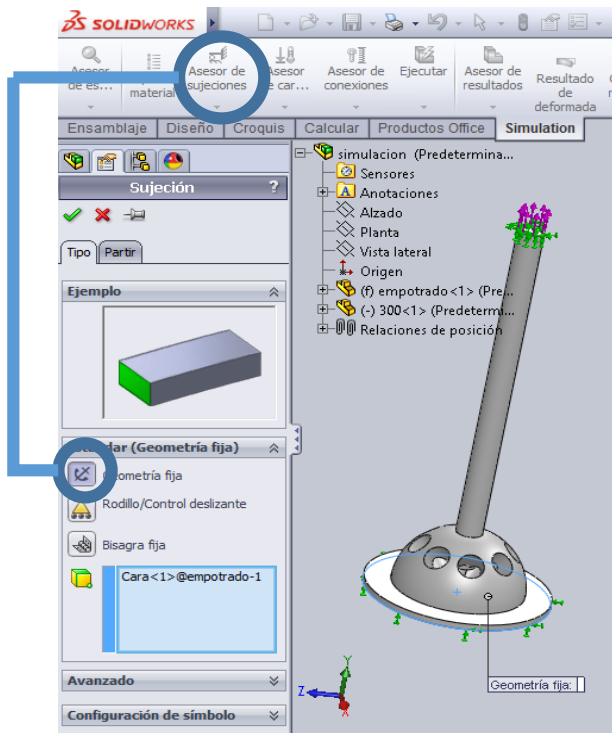 SOLIDWORKS
Asesor de es...
material
Asesor de sujeciones
Asesor de car...
Asesor de conexiones
Ejecutar
Asesor de resultados
Resultado de deformada
Ensamblaje Diseño Croquis Calcular Productos Office Simulation
Sujeción ?
Tipo Partir
Ejemplo
Estándar (Geometría fija)
Geometría fija
Rodillo/Control deslizante
Bisagra fija
Cara<1>@empotrado-1
Avanzado
Configuración de símbolo
simulacion (Predetermina...
Sensores
Anotaciones
Alzado
Planta
Vista lateral
Origen
(f) empotrado<1> (Pre...
(-) 300<1> (Predetermi...
Relaciones de posición
Geometría fija:
Y
Z
X